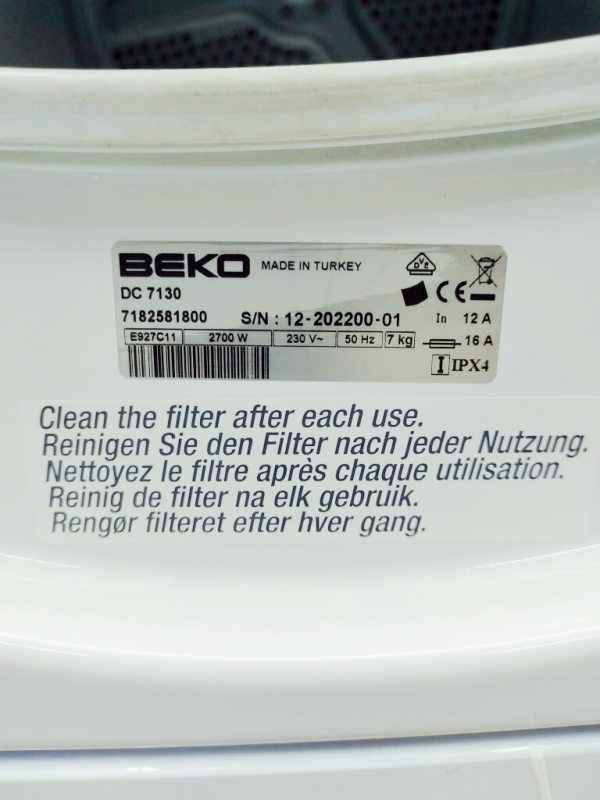 BEKO MADE IN TURKEY
DVE
DC 7130
CE
7182581800 S/N : 12-202200-01 In 12 A
E927C11 2700 W 230 V~ 50 Hz 7 kg 16 A
I IPX4
Clean the filter after each use.
Reinigen Sie den Filter nach jeder Nutzung.
Nettoyez le filtre après chaque utilisation.
Reinig de filter na elk gebruik.
Rengør filteret efter hver gang.